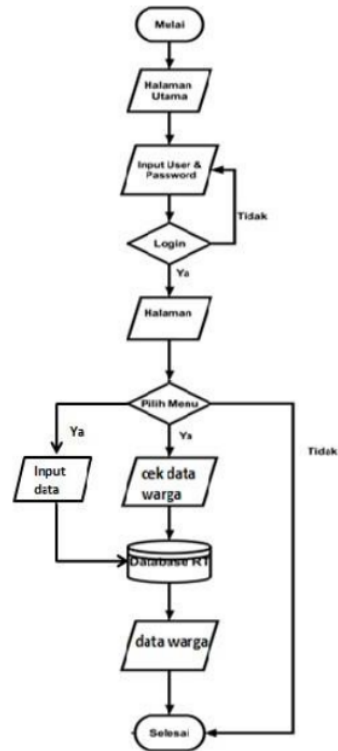 Mulai
Halaman
Utama
Input User &
Password
Tidak
Login
Ya
Halaman
Pilih Menu
Ya
Ya
Tidak
Input
data
cek data
warga
Database RT
data warga
Selesai